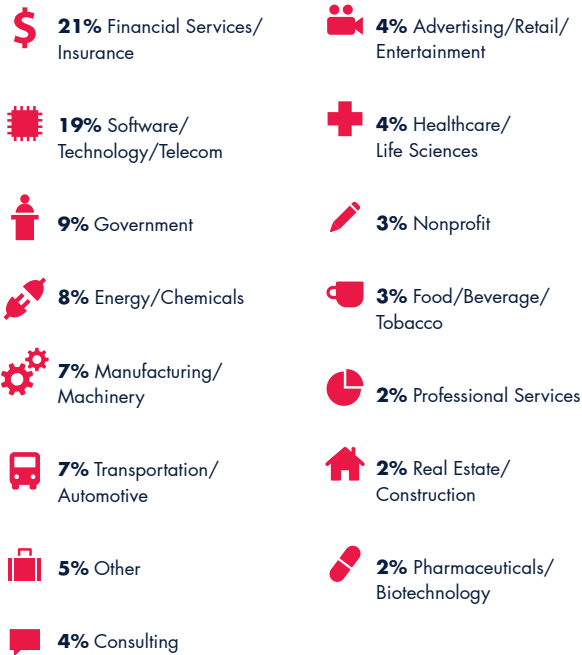 21% Financial Services/
Insurance
19% Software/
Technology/Telecom
9% Government
8% Energy/Chemicals
7% Manufacturing/
Machinery
7% Transportation/
Automotive
5% Other
4% Consulting
4% Advertising/Retail/
Entertainment
4% Healthcare/
Life Sciences
3% Nonprofit
3% Food/Beverage/
Tobacco
2% Professional Services
2% Real Estate/
Construction
2% Pharmaceuticals/
Biotechnology